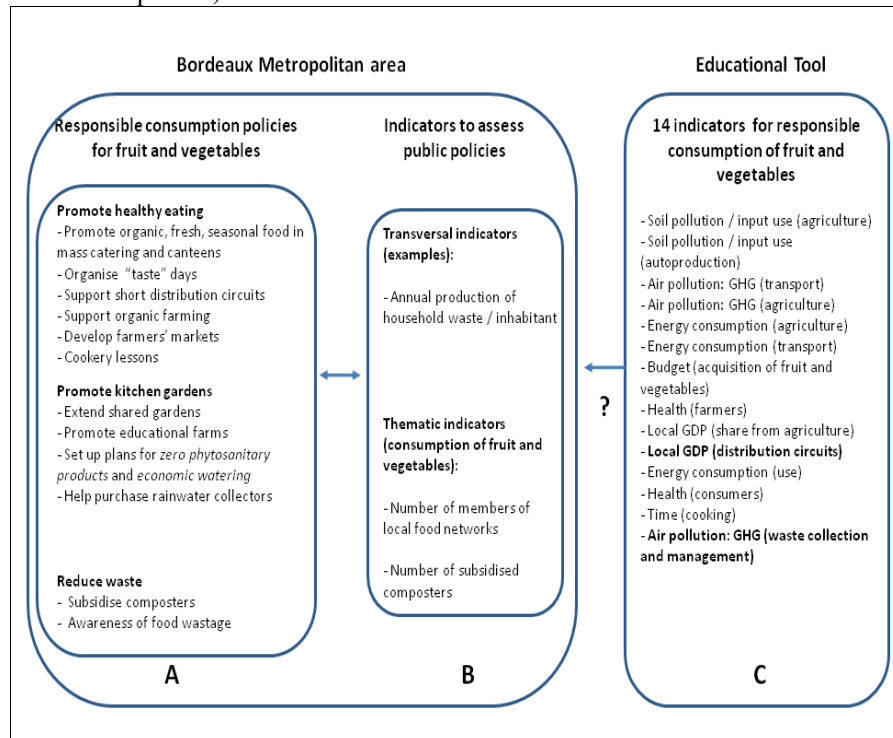 Bordeaux Metropolitan area
Educational Tool
Responsible consumption policies
for fruit and vegetables
Promote healthy eating
- Promote organic, fresh, seasonal food in
mass catering and canteens
- Organise “taste” days
- Support short distribution circuits
- Support organic farming
- Develop farmers' markets
- Cookery lessons
Promote kitchen gardens
- Extend shared gardens
- Promote educational farms
- Set up plans for zero phytosanitary
products and economic watering
- Help purchase rainwater collectors
Reduce waste
- Subsidise composters
- Awareness of food wastage
A
Indicators to assess
public policies
Transversal indicators
(examples):
- Annual production of
household waste / inhabitant
Thematic indicators
(consumption of fruit and
vegetables):
- Number of members of
local food networks
- Number of subsidised
composters
B
?
14 indicators for responsible
consumption of fruit and
vegetables
- Soil pollution / input use (agriculture)
- Soil pollution / input use
(autoproduction)
- Air pollution: GHG (transport)
- Air pollution: GHG (agriculture)
- Energy consumption (agriculture)
- Energy consumption (transport)
- Budget (acquisition of fruit and
vegetables)
- Health (farmers)
- Local GDP (share from agriculture)
- Local GDP (distribution circuits)
- Energy consumption (use)
- Health (consumers)
- Time (cooking)
- Air pollution: GHG (waste collection
and management)
C